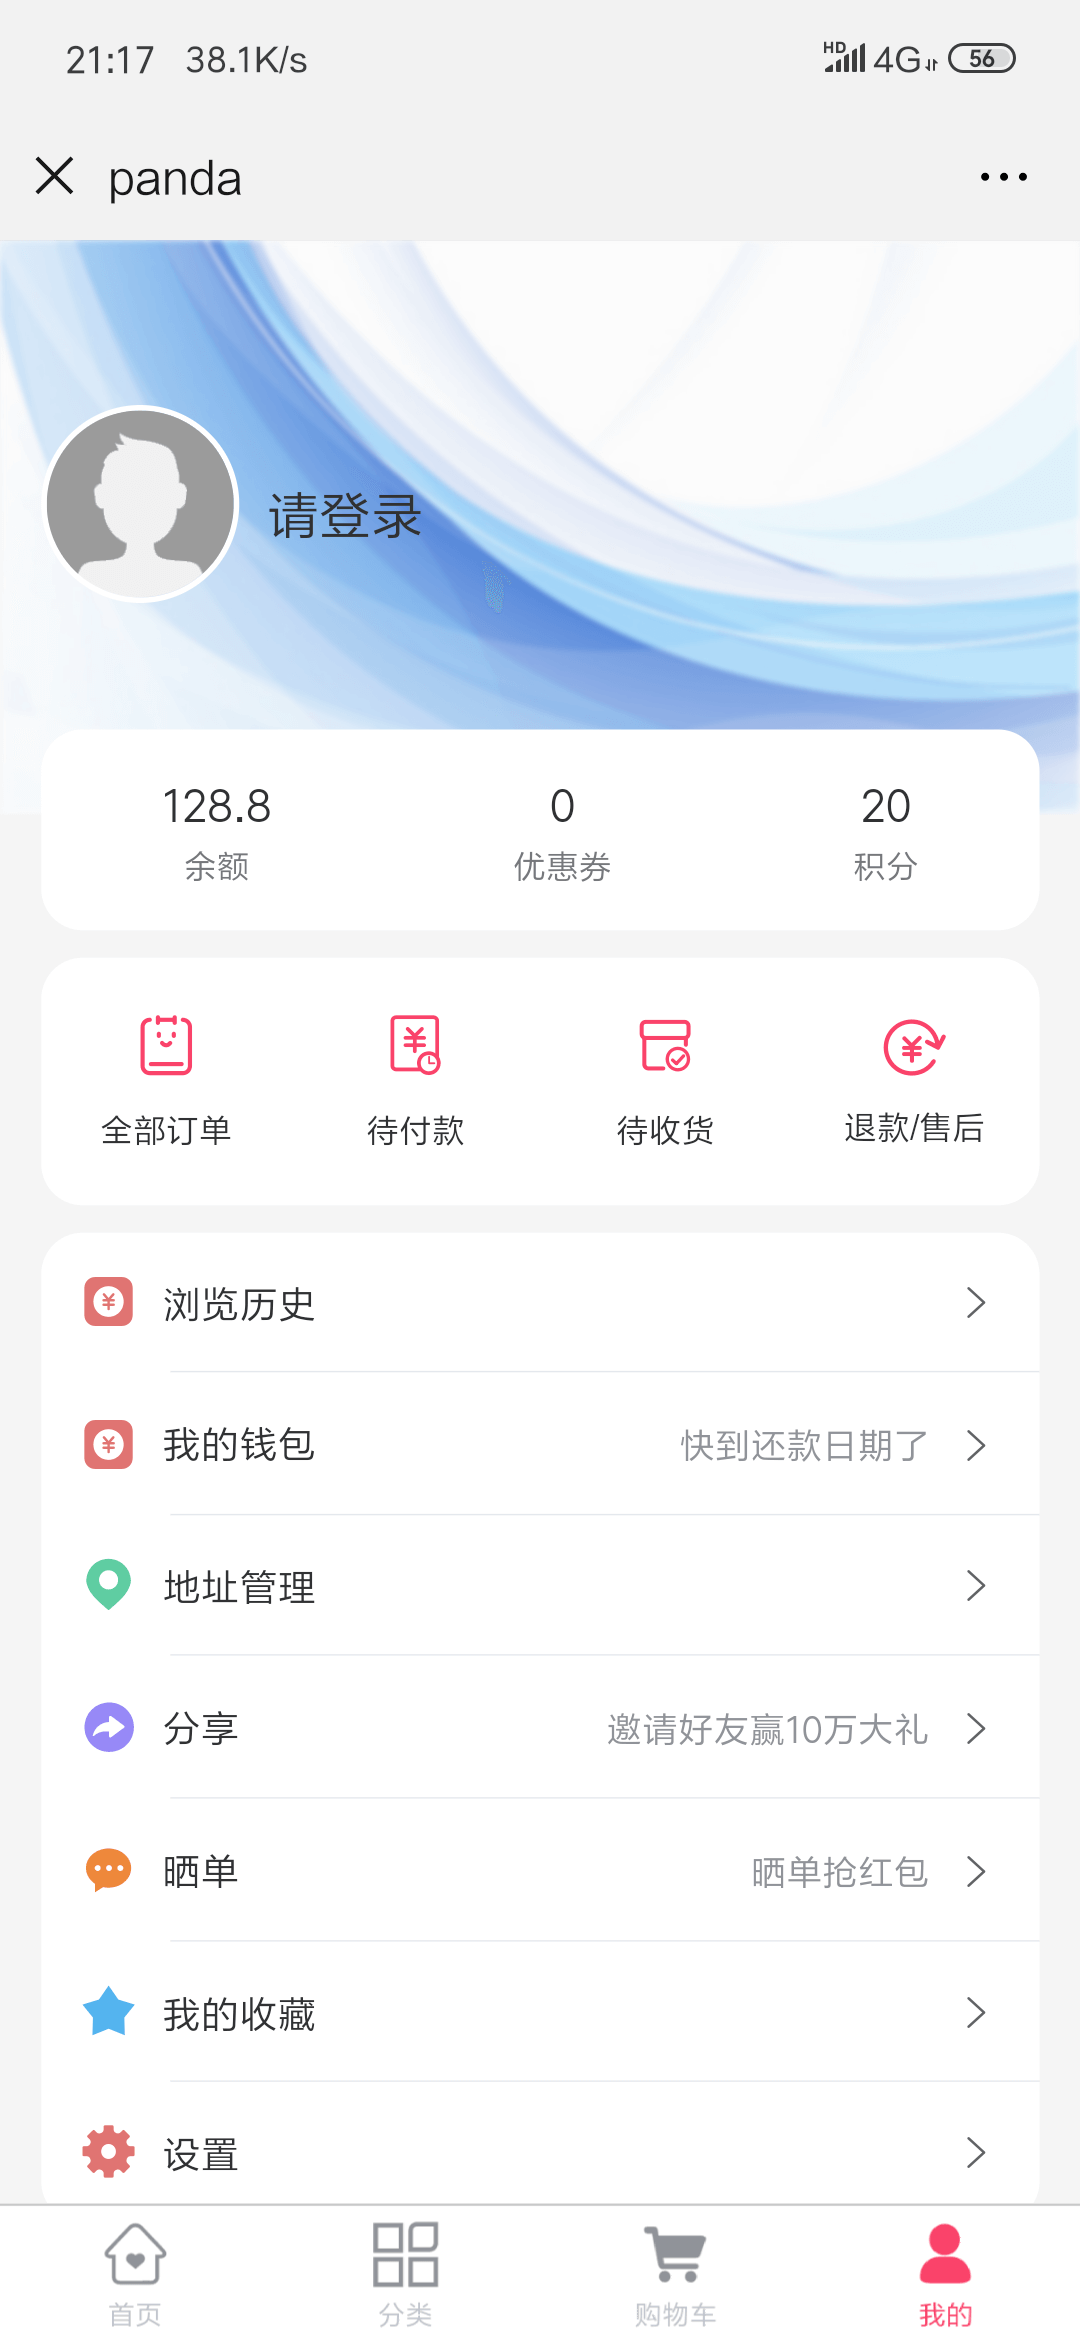 21:17 38.1K/s HD 4G 56
panda
请登录
128.8 0 20
余额 优惠券 积分
全部订单 待付款 待收货 退款/售后
浏览历史
我的钱包 快到还款日期了
地址管理
分享 邀请好友赢10万大礼
晒单 晒单抢红包
我的收藏
设置
首页 分类 购物车 我的